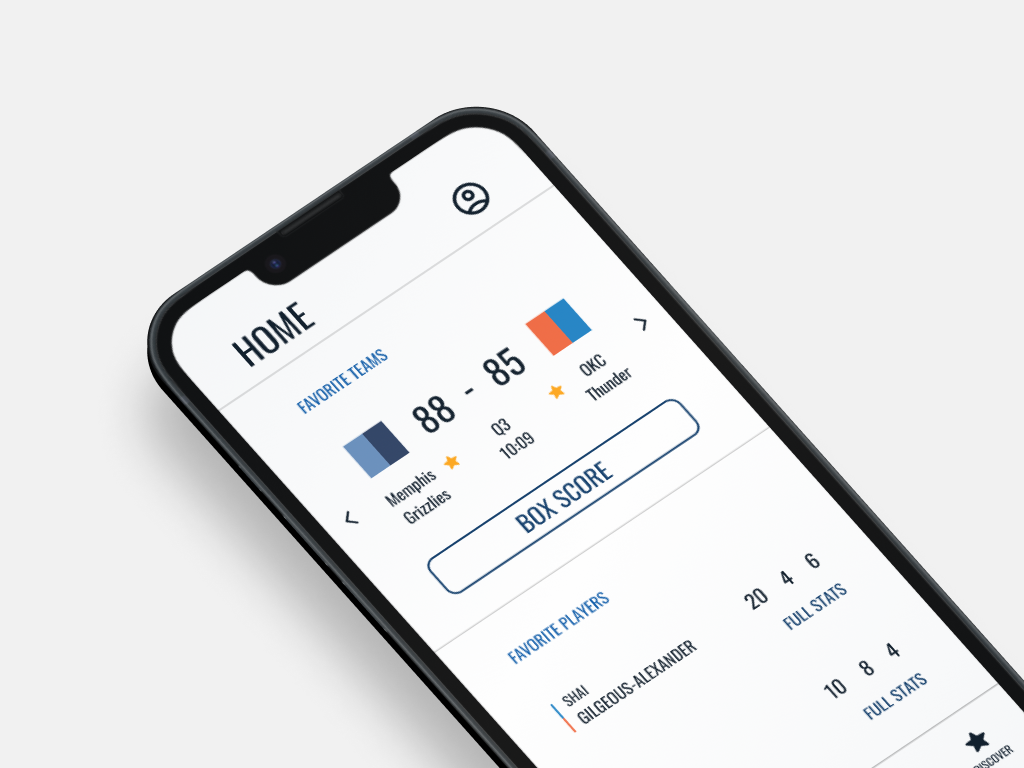 HOME
FAVORITE TEAMS
88 - 85
Memphis
Grizzlies
Q3
10:09
OKC
Thunder
BOX SCORE
FAVORITE PLAYERS
SHAI
GILGEOUS-ALEXANDER
20 4 6
FULL STATS
10 8 4
FULL STATS